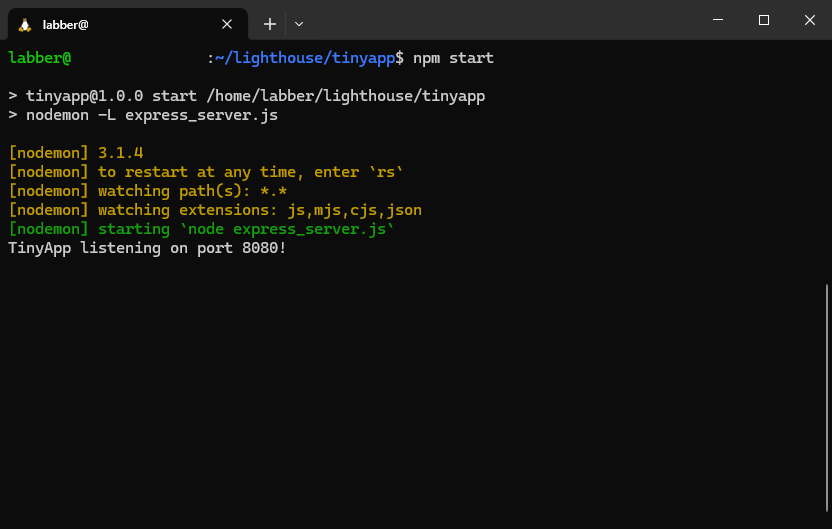 labber@
labber@ :~/lighthouse/tinyapp$ npm start
> tinyapp@1.0.0 start /home/labber/lighthouse/tinyapp
> nodemon -L express_server.js
[nodemon] 3.1.4
[nodemon] to restart at any time, enter `rs`
[nodemon] watching path(s): *.*
[nodemon] watching extensions: js,mjs,cjs,json
[nodemon] starting `node express_server.js`
TinyApp listening on port 8080!